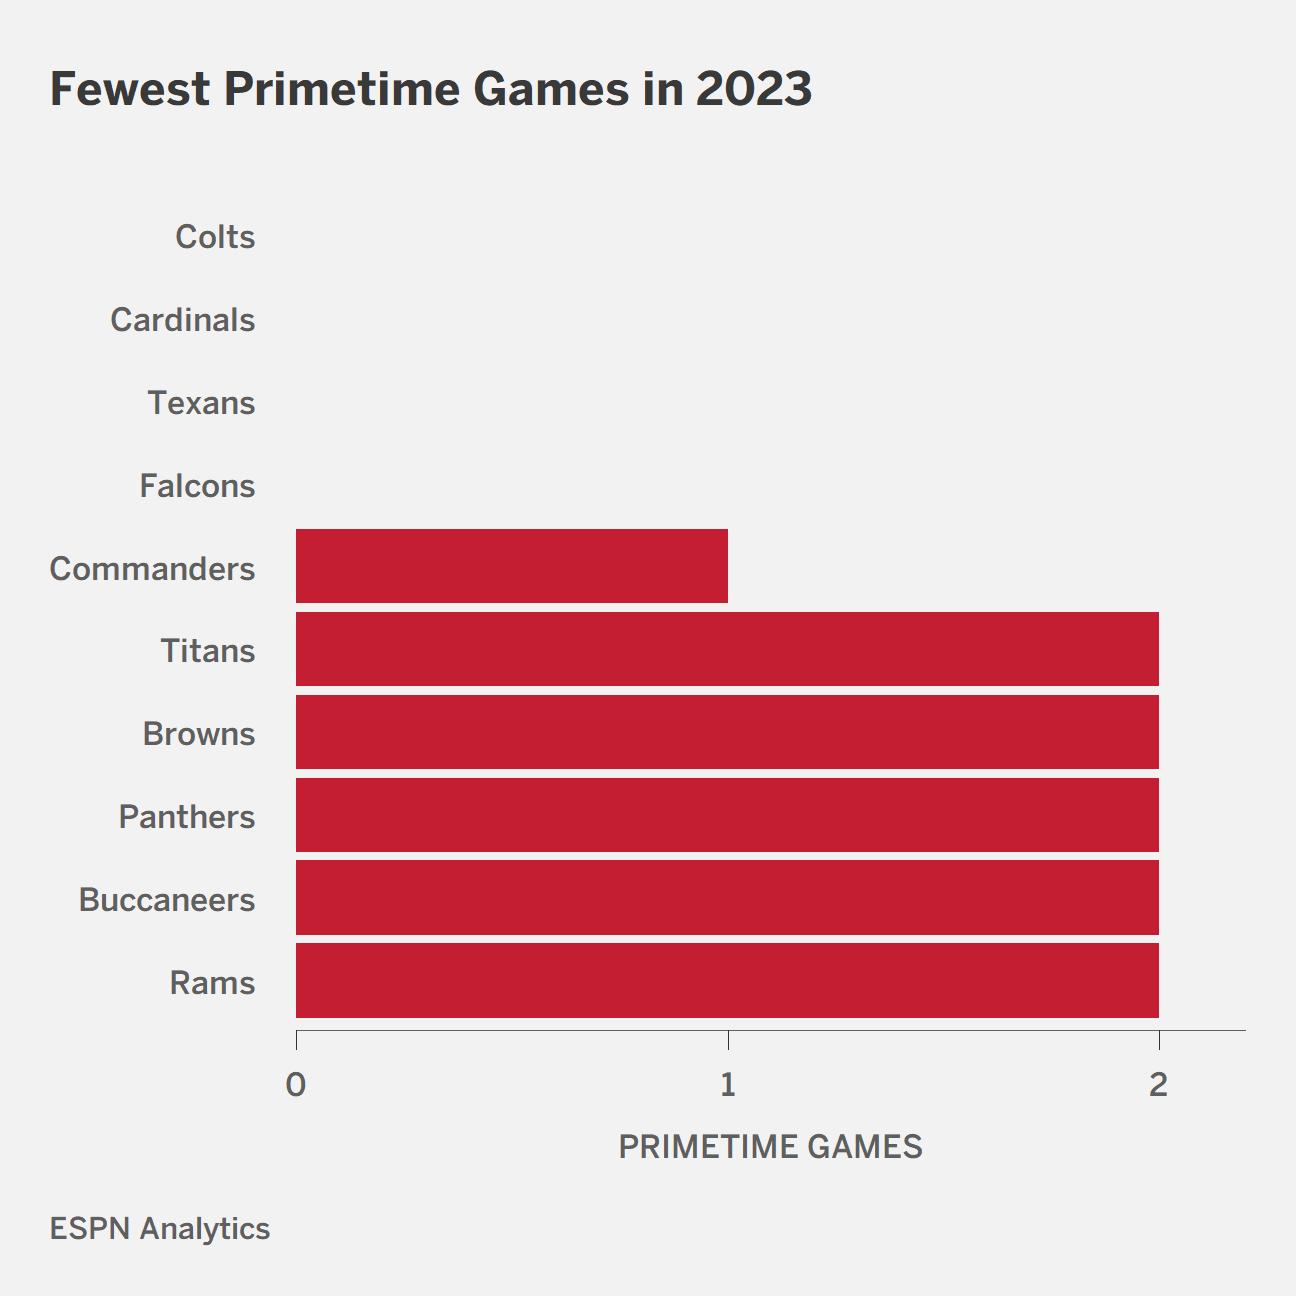 Fewest Primetime Games in 2023
Colts
Cardinals
Texans
Falcons
Commanders
Titans
Browns
Panthers
Buccaneers
Rams
0 1 2
PRIMETIME GAMES
ESPN Analytics